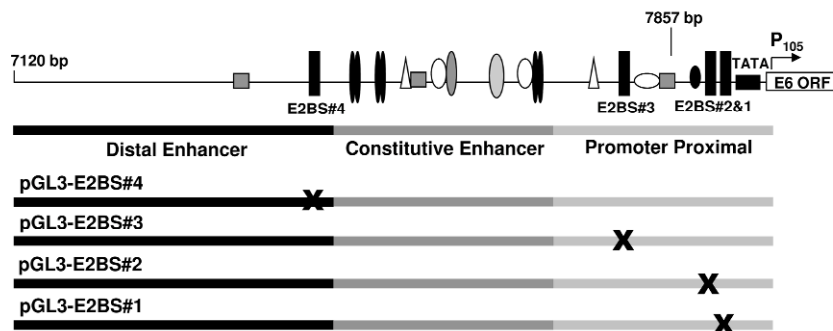 7857 bp
7120 bp
P105
TATA
E2BS#4
E2BS#3
E2BS#2&1
E6 ORF
Distal Enhancer
Constitutive Enhancer
Promoter Proximal
pGL3-E2BS#4
X
pGL3-E2BS#3
X
pGL3-E2BS#2
X
pGL3-E2BS#1
X